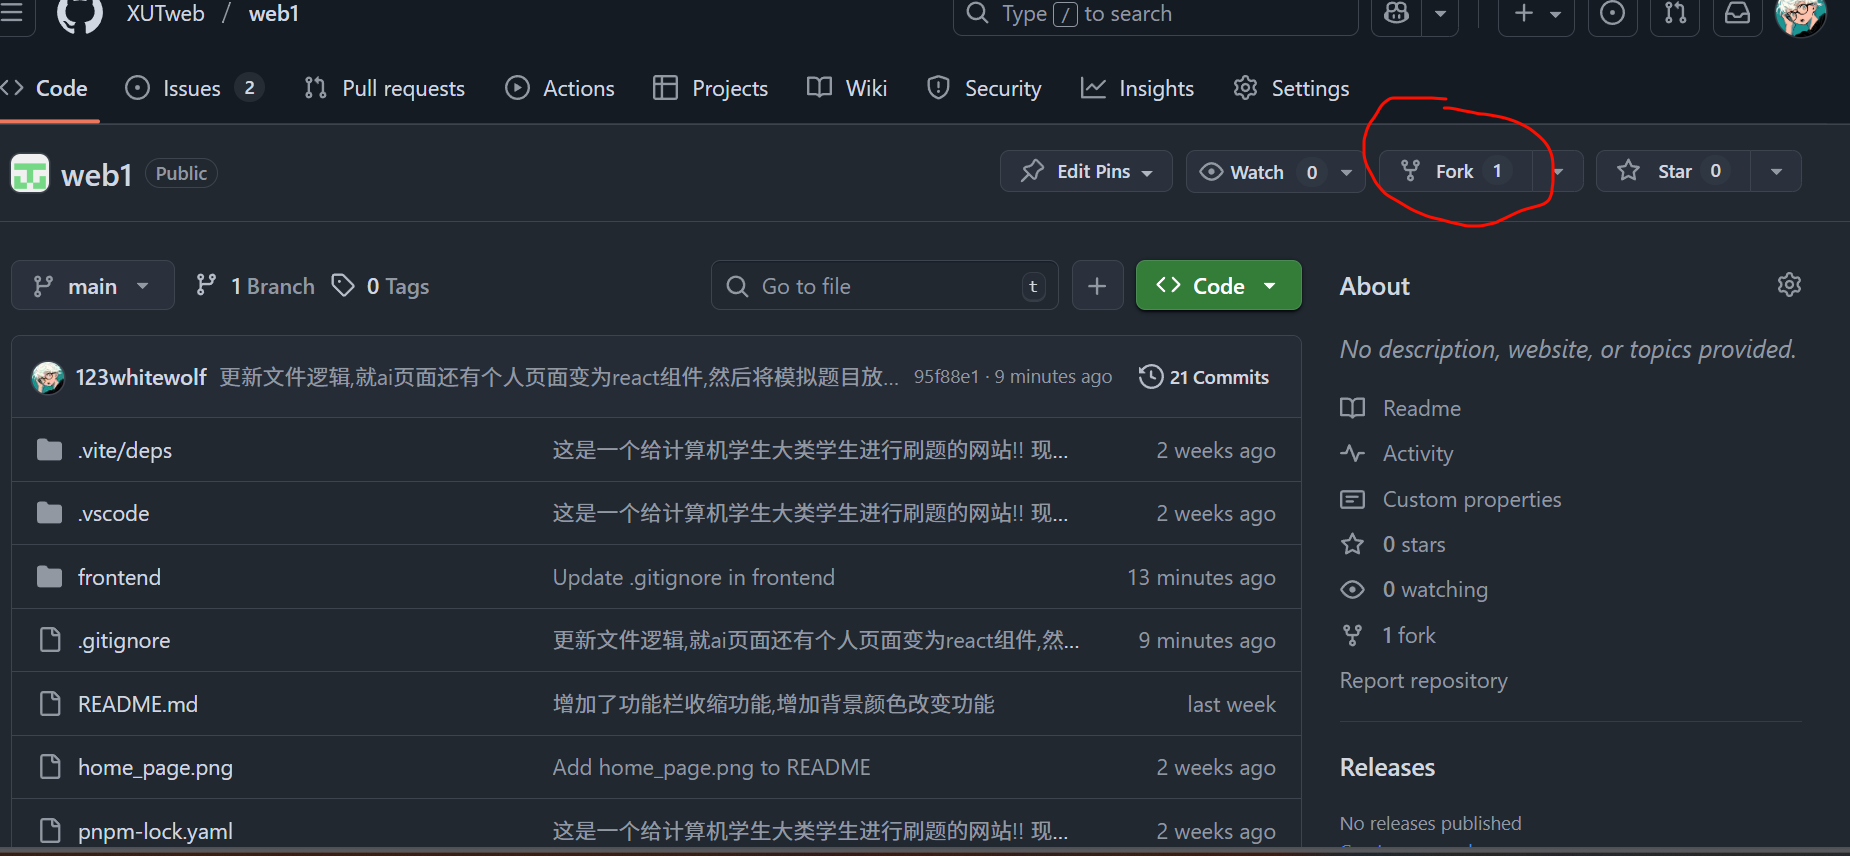 XUTweb / web1
Type / to search
Code
Issues 2
Pull requests
Actions
Projects
Wiki
Security
Insights
Settings
web1 Public
Edit Pins
Watch 0
Fork 1
Star 0
main
1 Branch
0 Tags
Go to file t
Code
123whitewolf 更新文件逻辑,就ai页面还有个人页面变为react组件,然后将模拟题目放... 95f88e1 · 9 minutes ago 21 Commits
.vite/deps 这是一个给计算机学生大类学生进行刷题的网站!! 现... 2 weeks ago
.vscode 这是一个给计算机学生大类学生进行刷题的网站!! 现... 2 weeks ago
frontend Update .gitignore in frontend 13 minutes ago
.gitignore 更新文件逻辑,就ai页面还有个人页面变为react组件,然... 9 minutes ago
README.md 增加了功能栏收缩功能,增加背景颜色改变功能 last week
home_page.png Add home_page.png to README 2 weeks ago
pnpm-lock.yaml 这是一个给计算机学生大类学生进行刷题的网站!! 现... 2 weeks ago
About
No description, website, or topics provided.
Readme
Activity
Custom properties
0 stars
0 watching
1 fork
Report repository
Releases
No releases published